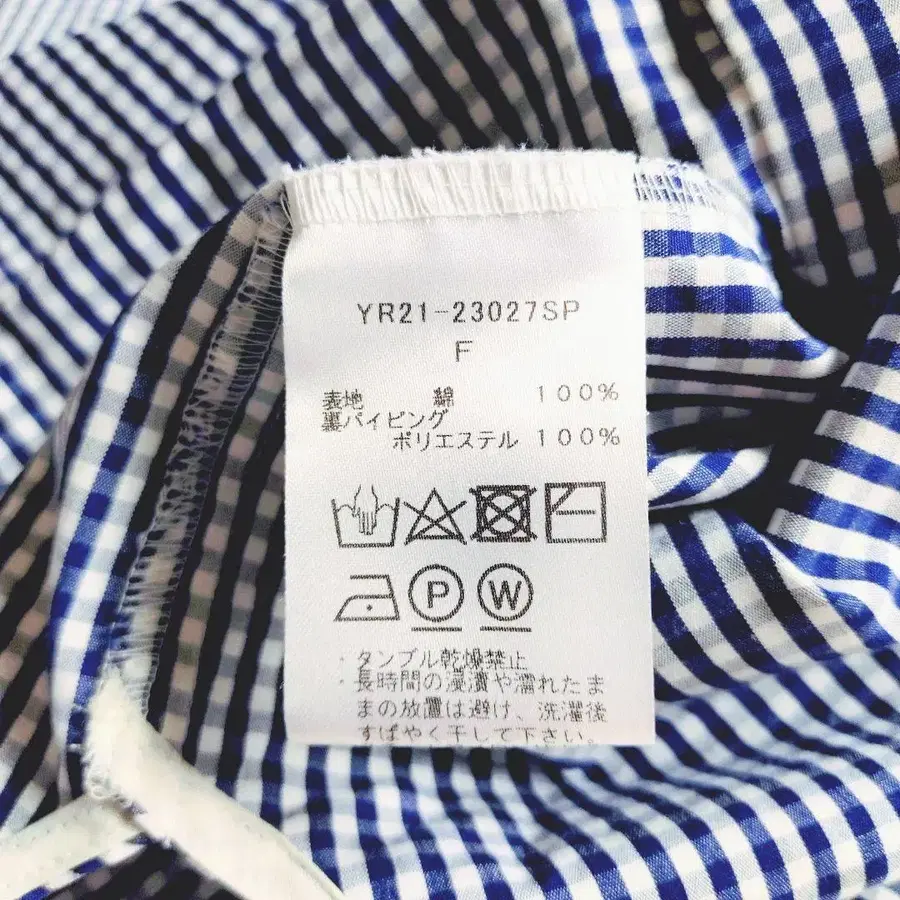 YR21-23027SP
F
表地 綿 100%
裏パイピング
ポリエステル 100%
P W
・タンブル乾燥禁止
・長時間の浸漬や濡れたま
まの放置は避け、洗濯後
すばやく干して下さい。